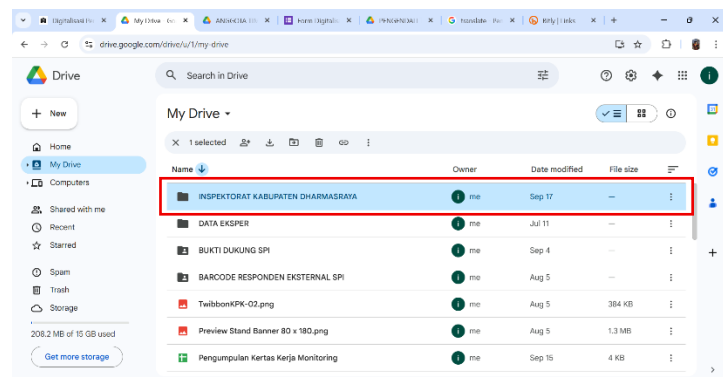 My Drive
ANGGOTA
Form Digitalis
PENGENDALI
translate
Bitly | Links
drive.google.com/drive/u/1/my-drive
Drive
Search in Drive
New
My Drive
1 selected
Home
My Drive
Computers
Shared with me
Recent
Starred
Spam
Trash
Storage
208.2 MB of 15 GB used
Get more storage
Name Owner Date modified File size
INSPEKTORAT KABUPATEN DHARMASRAYA me Sep 17 —
DATA EKSPER me Jul 11 —
BUKTI DUKUNG SPI me Sep 4 —
BARCODE RESPONDEN EKSTERNAL SPI me Aug 5 —
TwibbonKPK-02.png me Aug 5 384 KB
Preview Stand Banner 80 x 180.png me Aug 5 1.3 MB
Pengumpulan Kertas Kerja Monitoring me Sep 15 4 KB